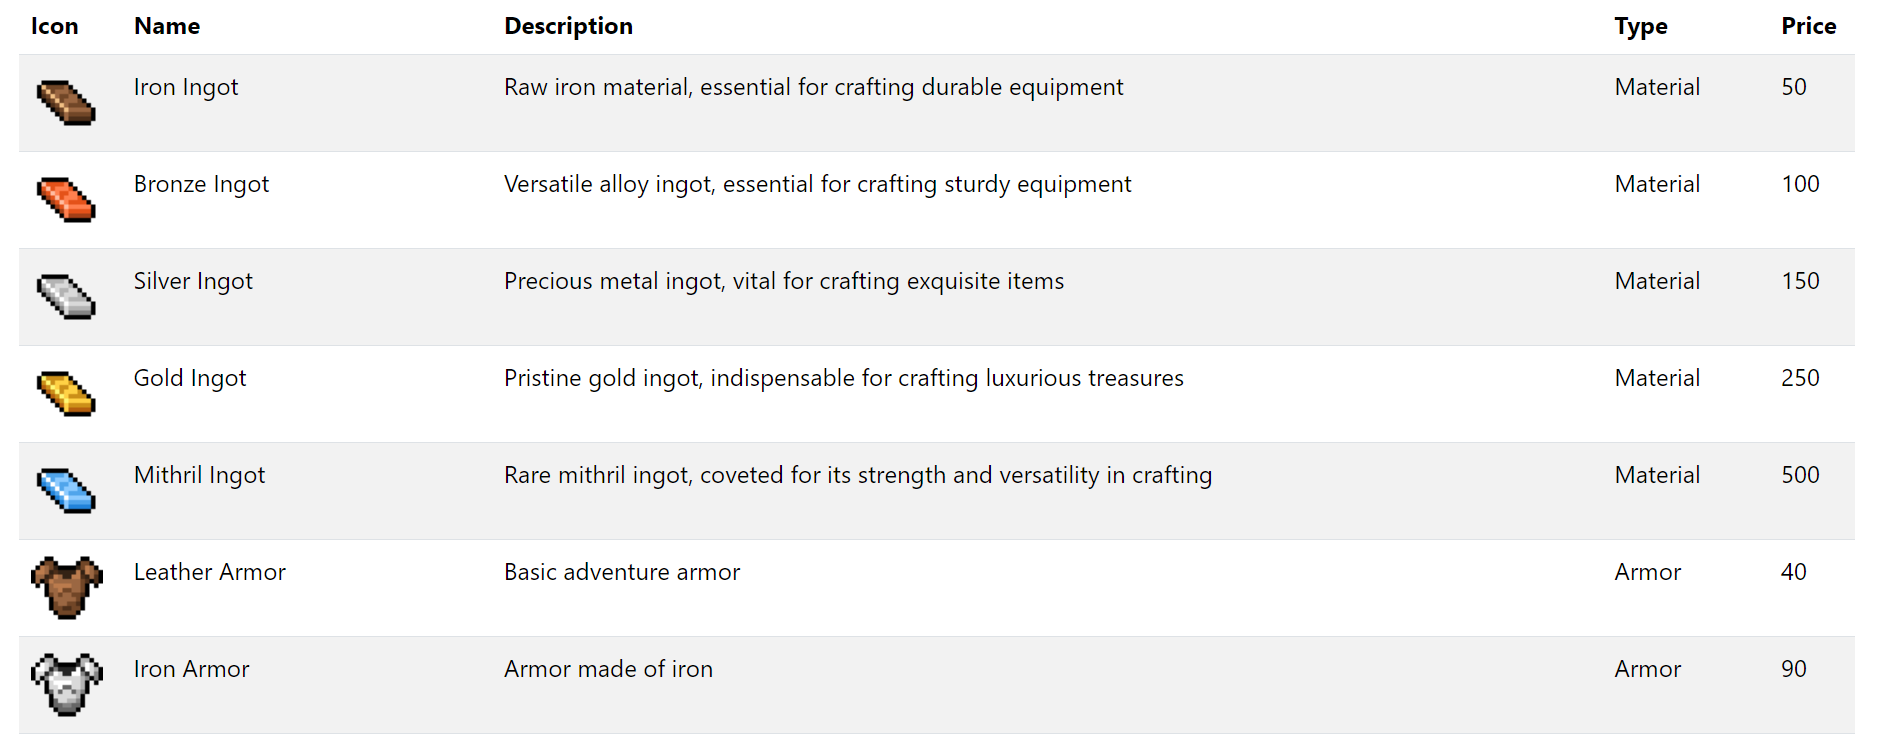 Icon Name Description Type Price
Iron Ingot Raw iron material, essential for crafting durable equipment Material 50
Bronze Ingot Versatile alloy ingot, essential for crafting sturdy equipment Material 100
Silver Ingot Precious metal ingot, vital for crafting exquisite items Material 150
Gold Ingot Pristine gold ingot, indispensable for crafting luxurious treasures Material 250
Mithril Ingot Rare mithril ingot, coveted for its strength and versatility in crafting Material 500
Leather Armor Basic adventure armor Armor 40
Iron Armor Armor made of iron Armor 90